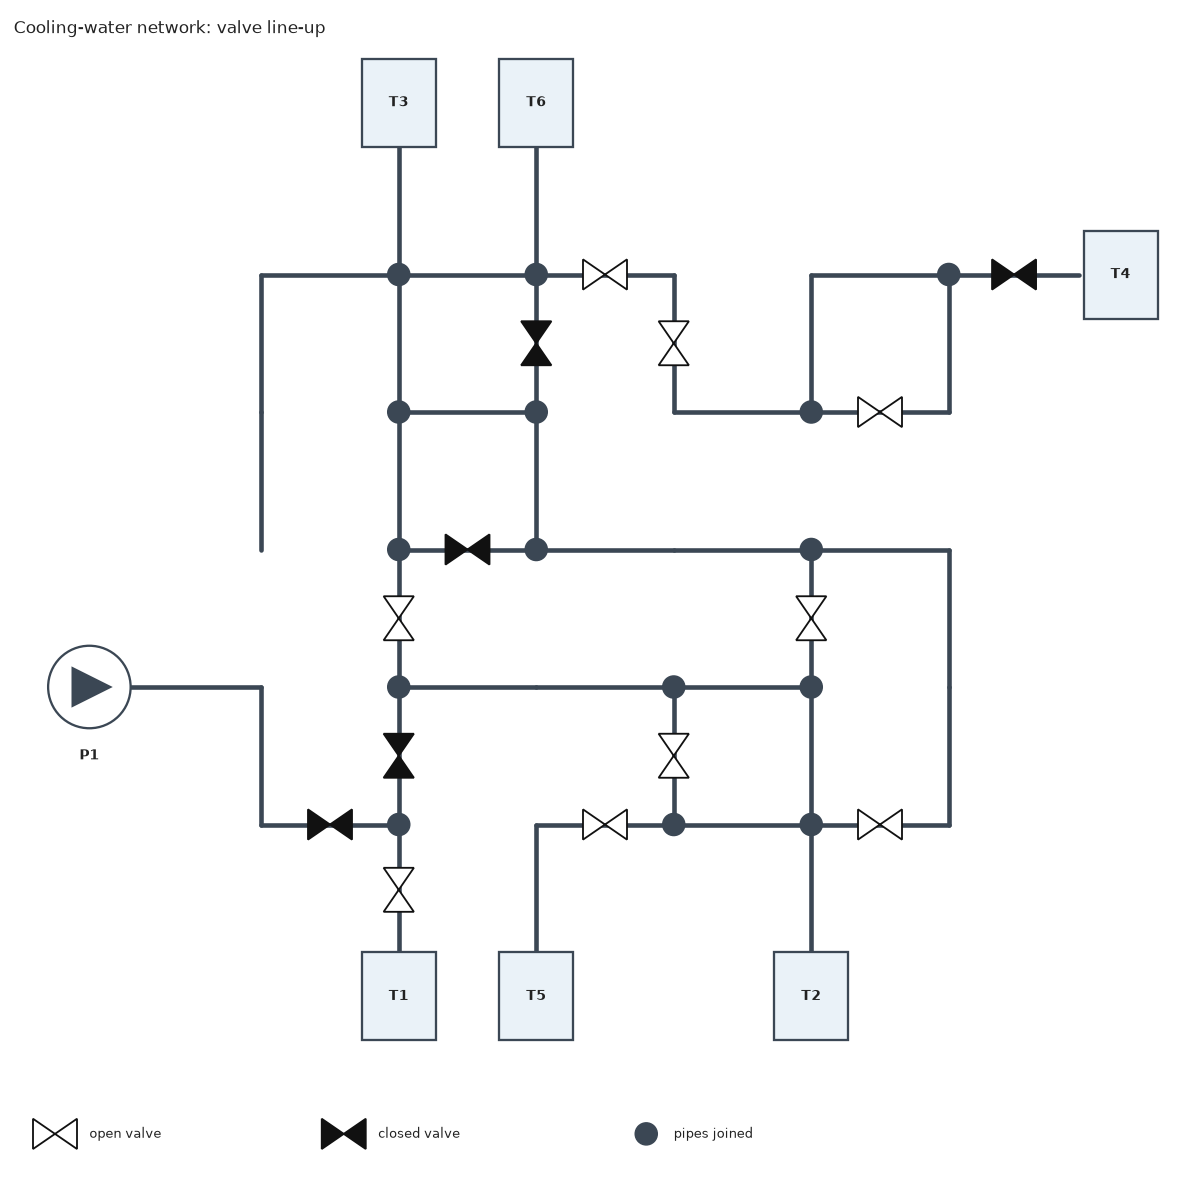 Cooling-water network: valve line-up
T3
T6
T4
P1
T1
T5
T2
open valve
closed valve
pipes joined